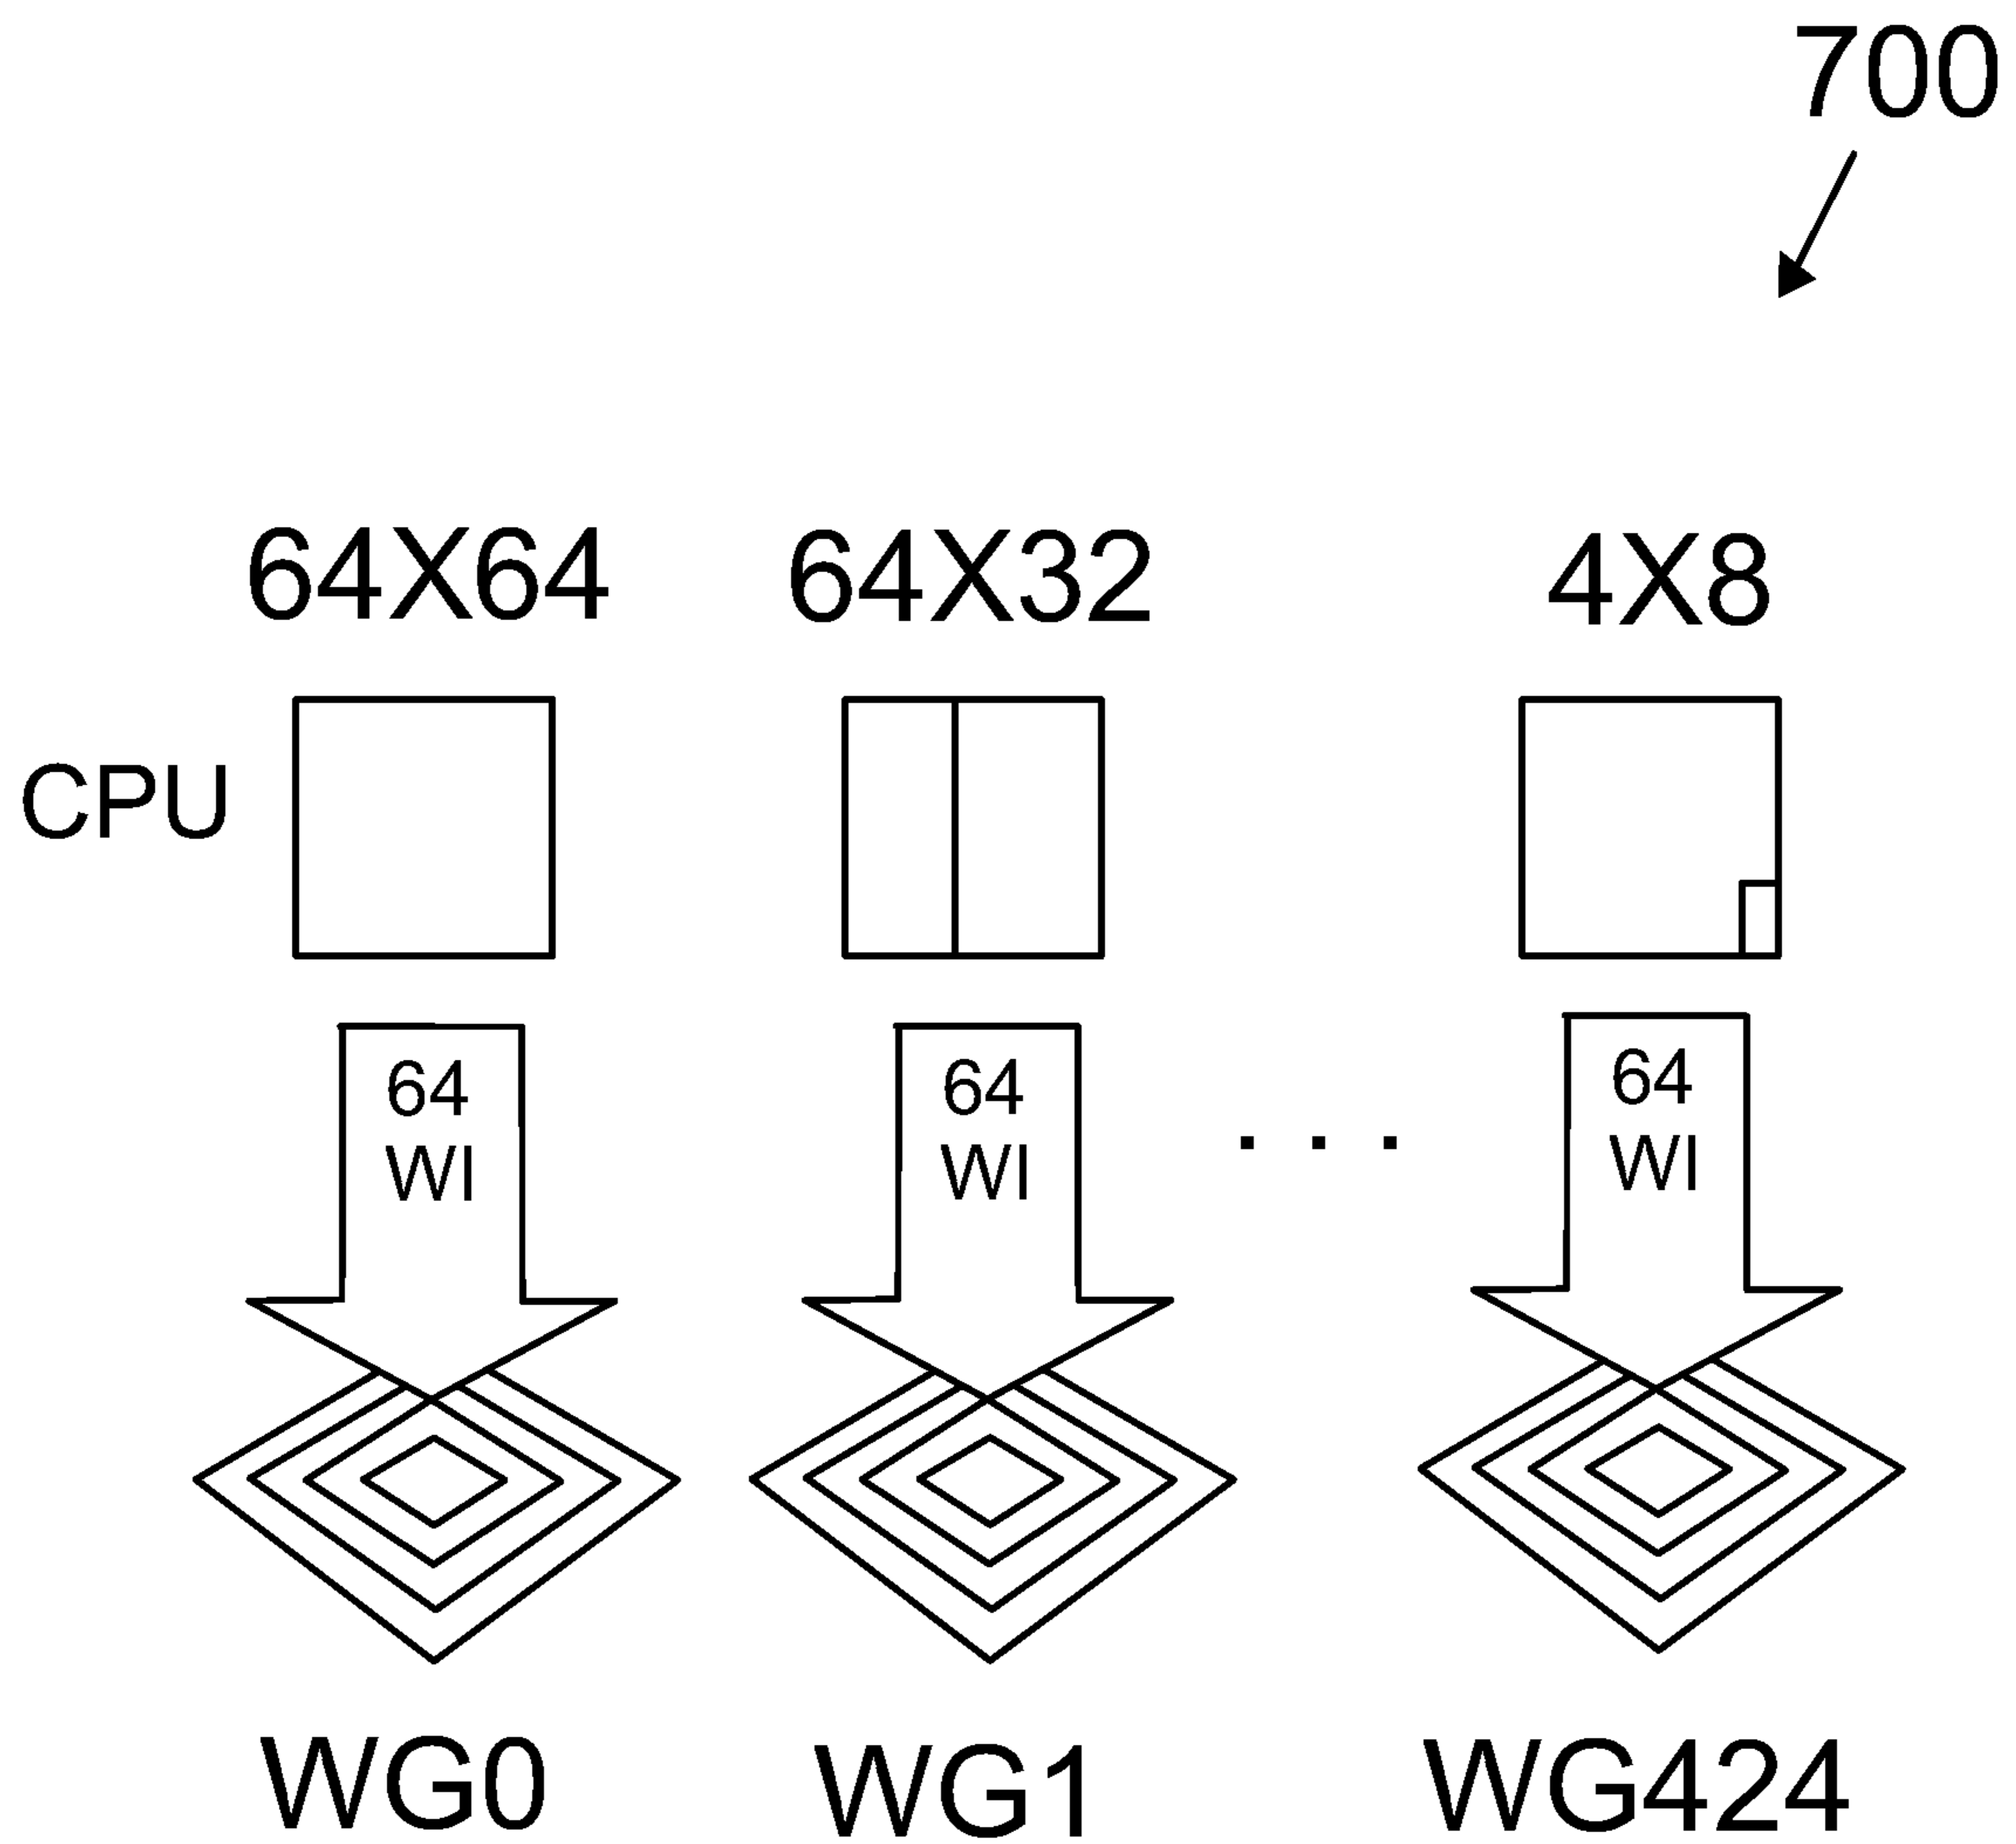 700
64X64 64X32 4X8
CPU
64 64 64
WI WI . . . WI
WG0 WG1 WG424